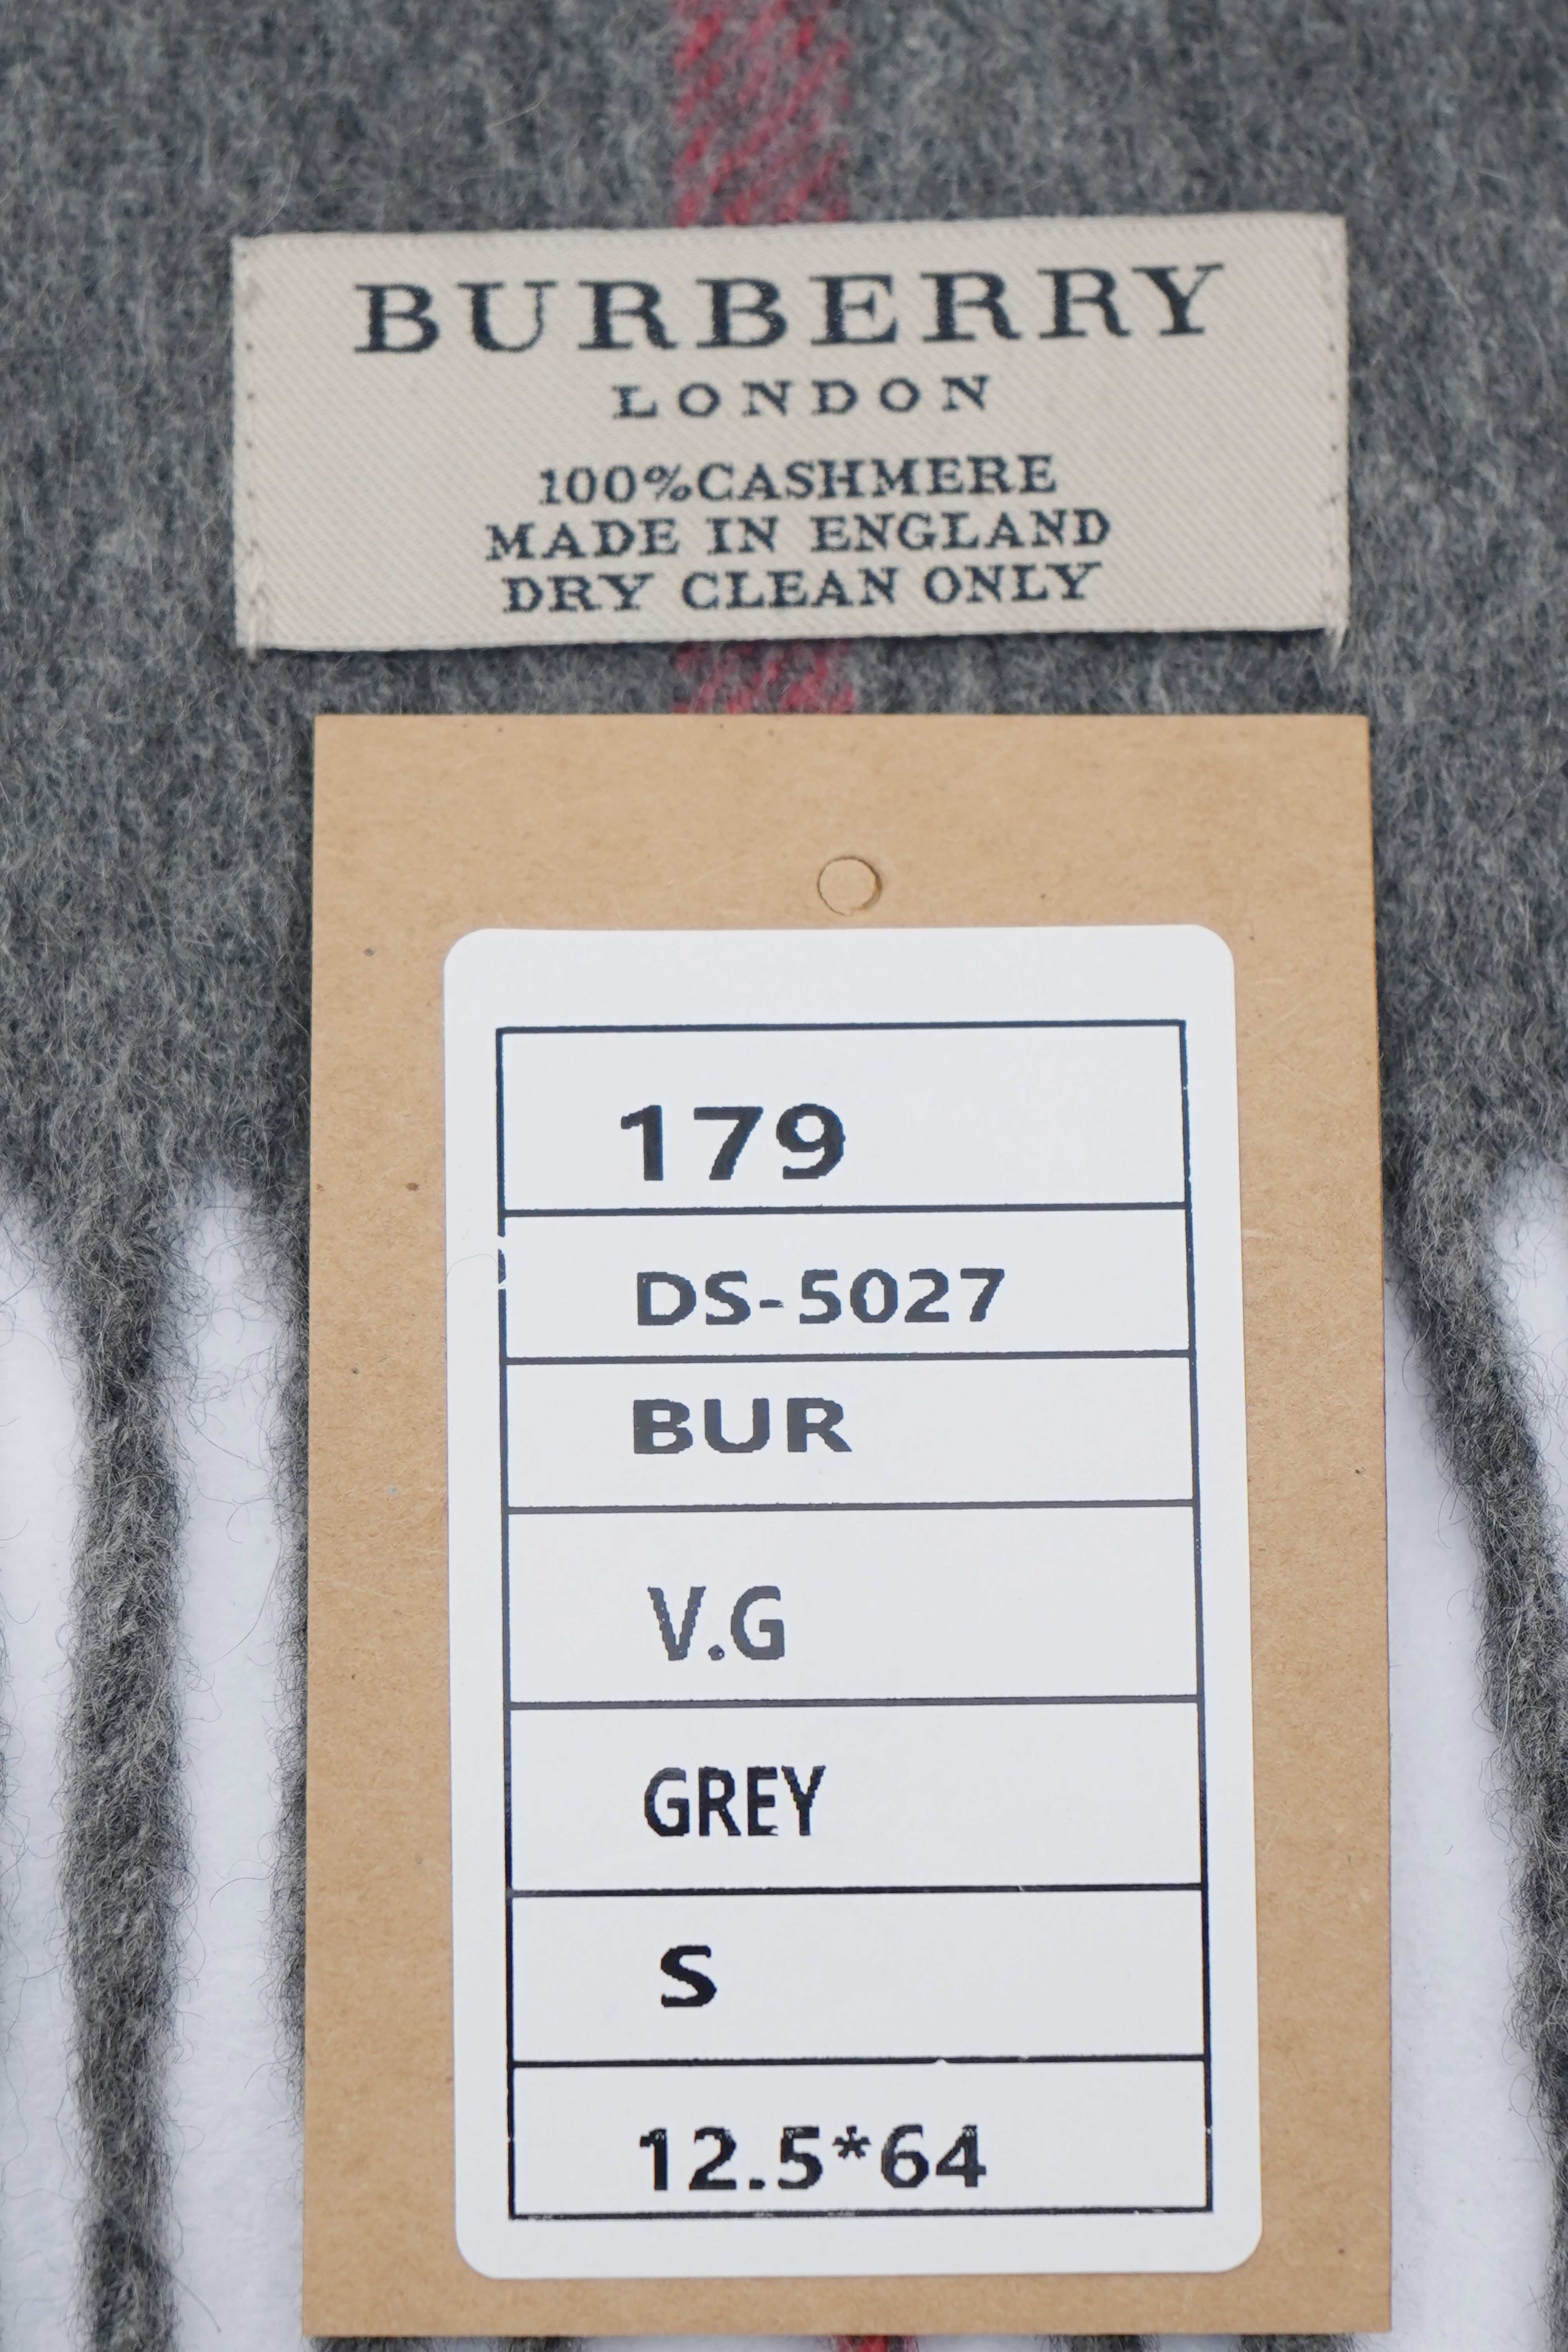 BURBERRY
LONDON
100%CASHMERE
MADE IN ENGLAND
DRY CLEAN ONLY
179
DS-5027
BUR
V.G
GREY
S
12.5*64